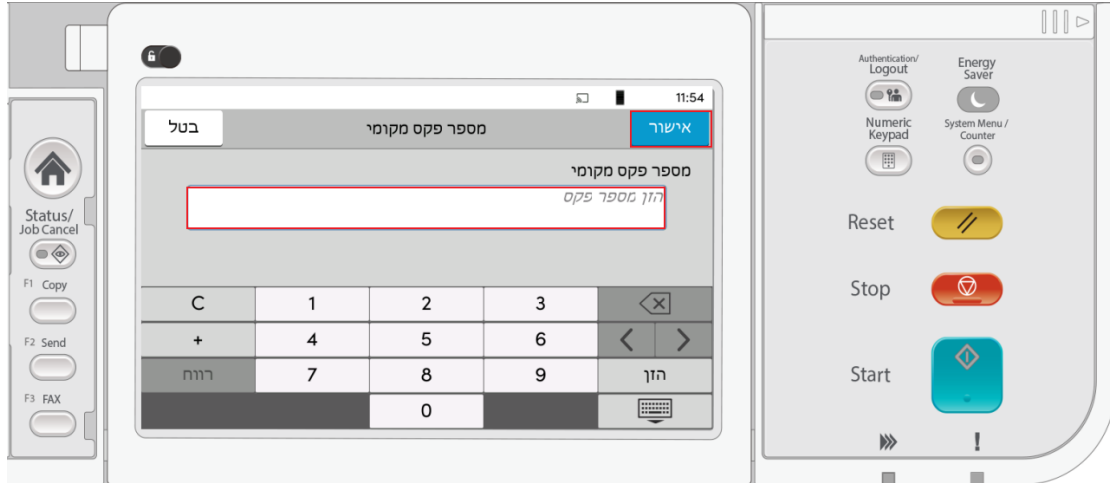 11:54
בטל
מספר פקס מקומי
אישור
מספר פקס מקומי
הזן מספר פקס
C 1 2 3
+ 4 5 6
רווח 7 8 9 הזן
0
Status/
Job Cancel
F1 Copy
F2 Send
F3 FAX
Authentication/
Logout
Energy
Saver
Numeric
Keypad
System Menu /
Counter
Reset
Stop
Start
!